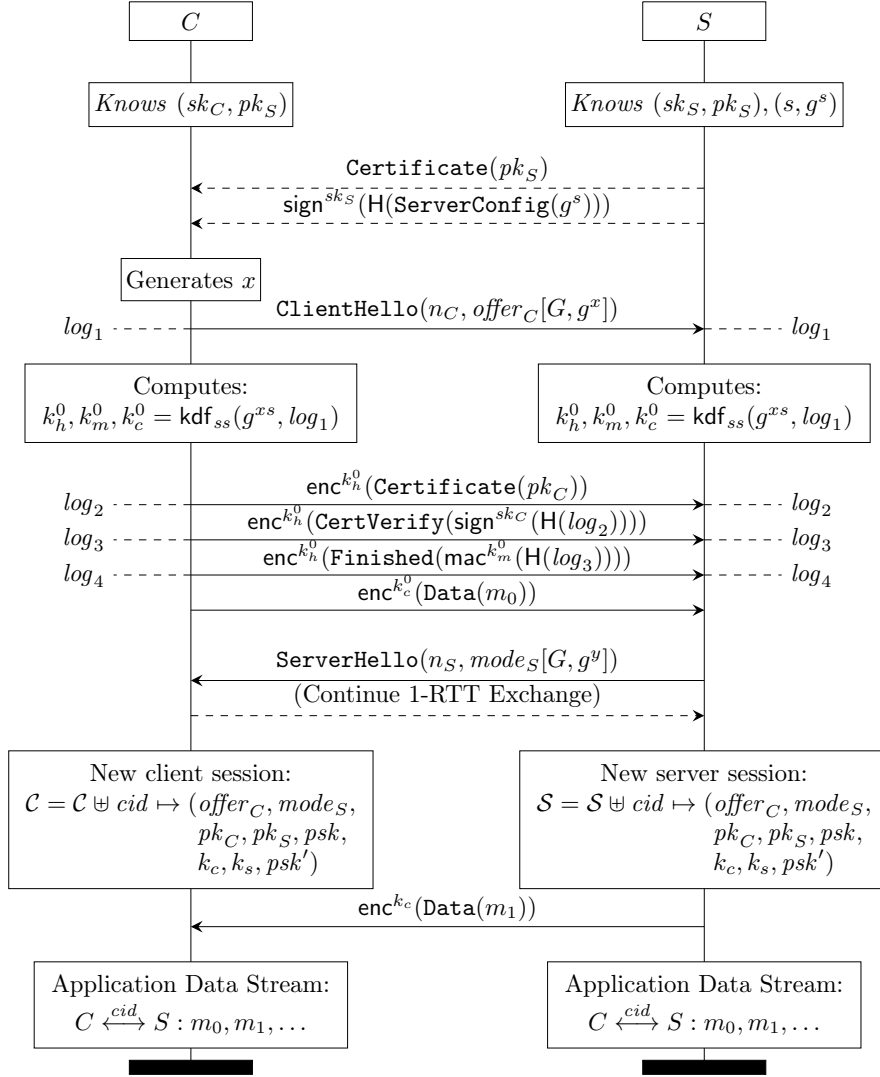 C S
Knows (sk_C, pk_S) Knows (sk_S, pk_S), (s, g^s)
Certificate(pk_S)
sign^{sk_S}(H(ServerConfig(g^s)))
Generates x
ClientHello(n_C, offer_C[G, g^x])
log_1 log_1
Computes: Computes:
k_h^0, k_m^0, k_c^0 = kdf_{ss}(g^{xs}, log_1) k_h^0, k_m^0, k_c^0 = kdf_{ss}(g^{xs}, log_1)
enc^{k_h^0}(Certificate(pk_C))
log_2 log_2
enc^{k_h^0}(CertVerify(sign^{sk_C}(H(log_2))))
log_3 log_3
enc^{k_h^0}(Finished(mac^{k_m^0}(H(log_3))))
log_4 log_4
enc^{k_c^0}(Data(m_0))
ServerHello(n_S, mode_S[G, g^y])
(Continue 1-RTT Exchange)
New client session: New server session:
𝒞 = 𝒞 ⊎ cid ↦ (offer_C, mode_S, 𝒮 = 𝒮 ⊎ cid ↦ (offer_C, mode_S,
pk_C, pk_S, psk, pk_C, pk_S, psk,
k_c, k_s, psk′) k_c, k_s, psk′)
enc^{k_c}(Data(m_1))
Application Data Stream: Application Data Stream:
C ⟷^{cid} S : m_0, m_1, … C ⟷^{cid} S : m_0, m_1, …